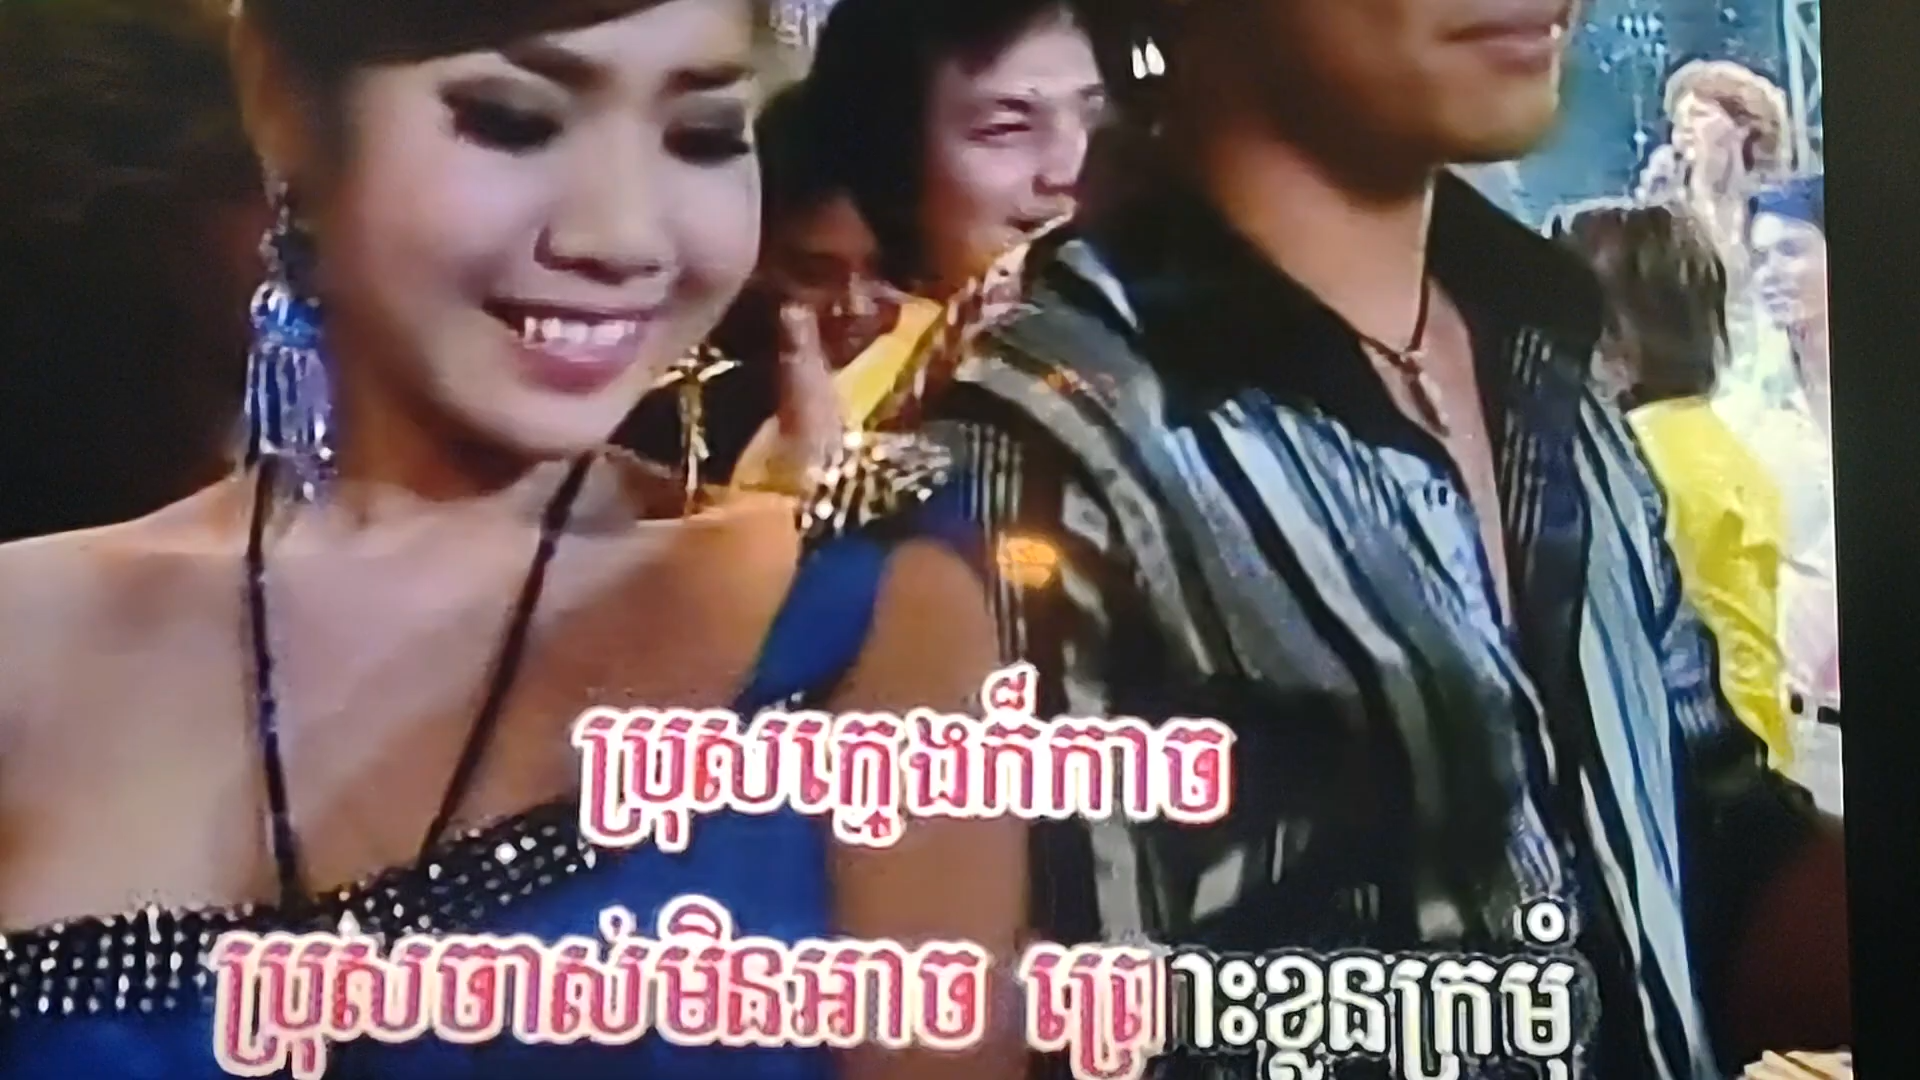 ប្រុសក្មេងក៏កាច
ប្រុសចាស់មិនអាច ព្រោះខ្លួនក្រមុំ